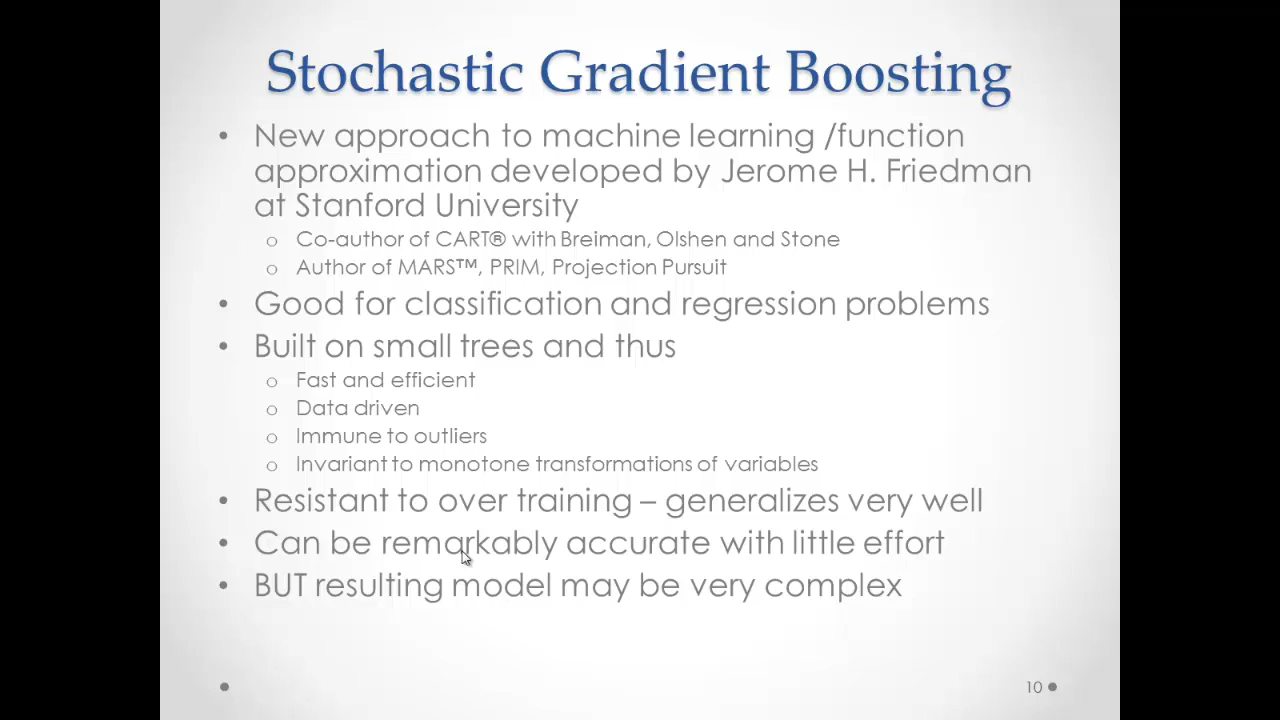 Stochastic Gradient Boosting
• New approach to machine learning /function
approximation developed by Jerome H. Friedman
at Stanford University
o Co-author of CART® with Breiman, Olshen and Stone
o Author of MARS™, PRIM, Projection Pursuit
• Good for classification and regression problems
• Built on small trees and thus
o Fast and efficient
o Data driven
o Immune to outliers
o Invariant to monotone transformations of variables
• Resistant to over training – generalizes very well
• Can be remarkably accurate with little effort
• BUT resulting model may be very complex
10